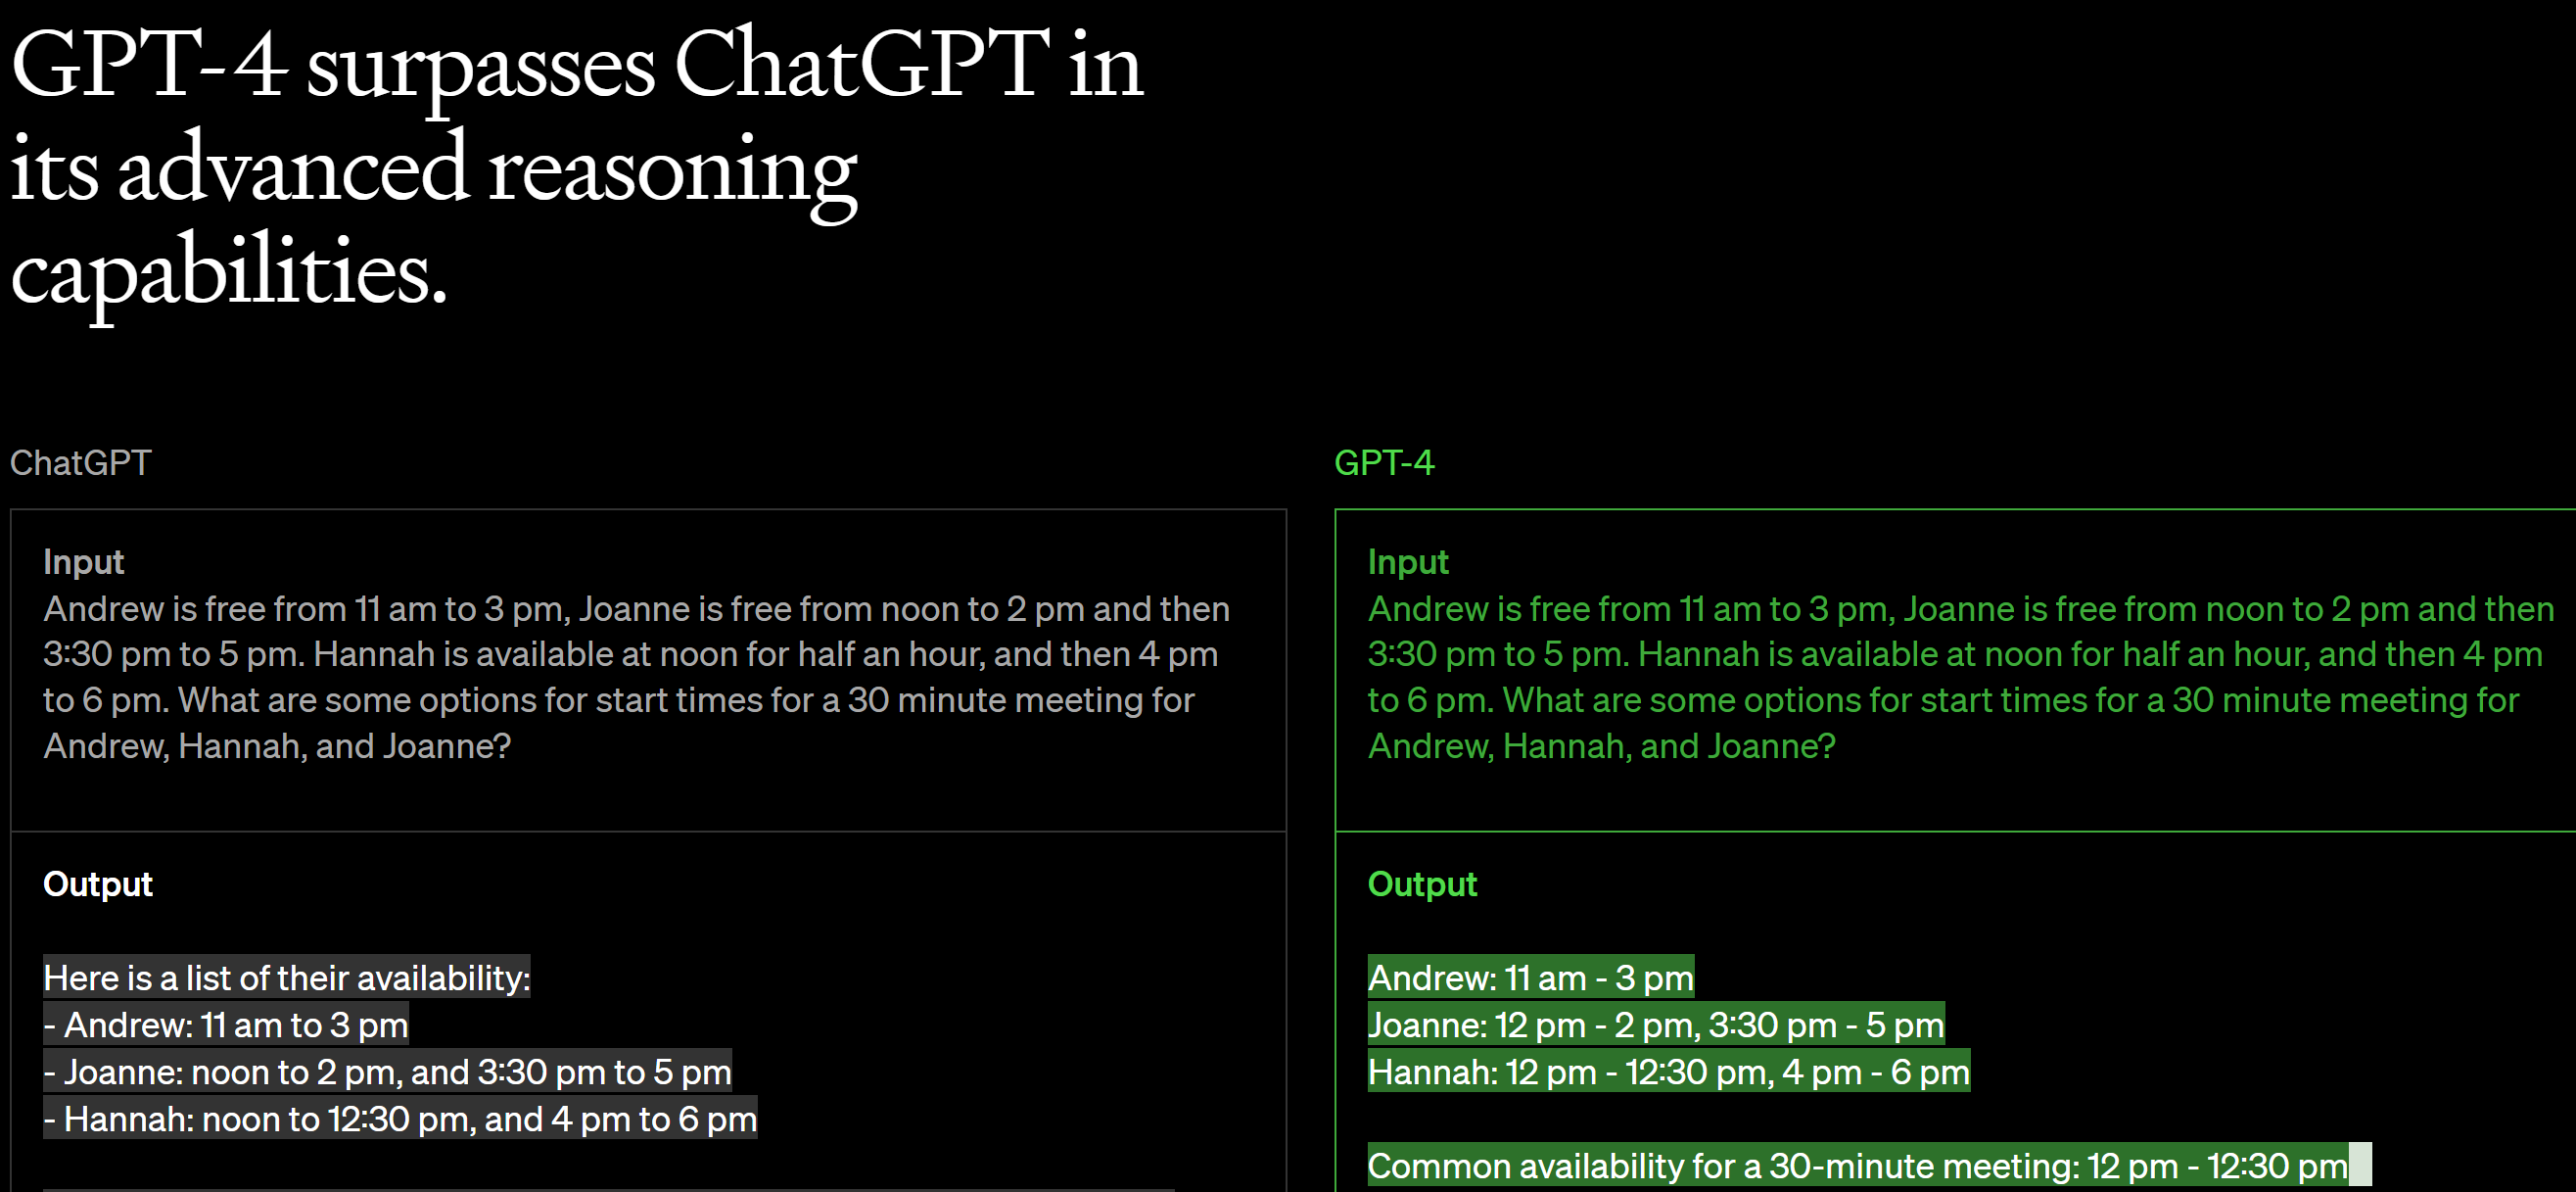 GPT-4 surpasses ChatGPT in
its advanced reasoning
capabilities.
ChatGPT
Input
Andrew is free from 11 am to 3 pm, Joanne is free from noon to 2 pm and then
3:30 pm to 5 pm. Hannah is available at noon for half an hour, and then 4 pm
to 6 pm. What are some options for start times for a 30 minute meeting for
Andrew, Hannah, and Joanne?
Output
Here is a list of their availability:
- Andrew: 11 am to 3 pm
- Joanne: noon to 2 pm, and 3:30 pm to 5 pm
- Hannah: noon to 12:30 pm, and 4 pm to 6 pm
GPT-4
Input
Andrew is free from 11 am to 3 pm, Joanne is free from noon to 2 pm and then
3:30 pm to 5 pm. Hannah is available at noon for half an hour, and then 4 pm
to 6 pm. What are some options for start times for a 30 minute meeting for
Andrew, Hannah, and Joanne?
Output
Andrew: 11 am - 3 pm
Joanne: 12 pm - 2 pm, 3:30 pm - 5 pm
Hannah: 12 pm - 12:30 pm, 4 pm - 6 pm
Common availability for a 30-minute meeting: 12 pm - 12:30 pm